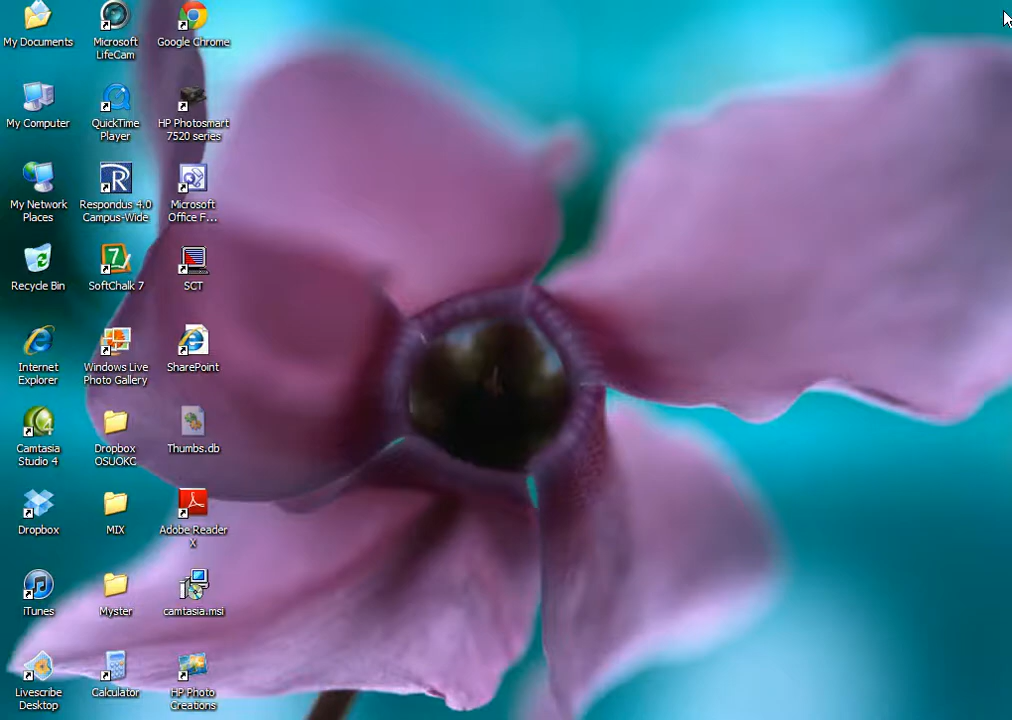 My Documents
Microsoft
LifeCam
Google Chrome
My Computer
QuickTime
Player
HP Photosmart
7520 series
My Network
Places
Respondus 4.0
Campus-Wide
Microsoft
Office F...
Recycle Bin
7
SoftChalk 7
SCT
Internet
Explorer
Windows Live
Photo Gallery
SharePoint
4
Camtasia
Studio 4
Dropbox
OSUOKC
Thumbs.db
Dropbox
MIX
Adobe Reader
X
iTunes
Myster
camtasia.msi
Livescribe
Desktop
Calculator
HP Photo
Creations